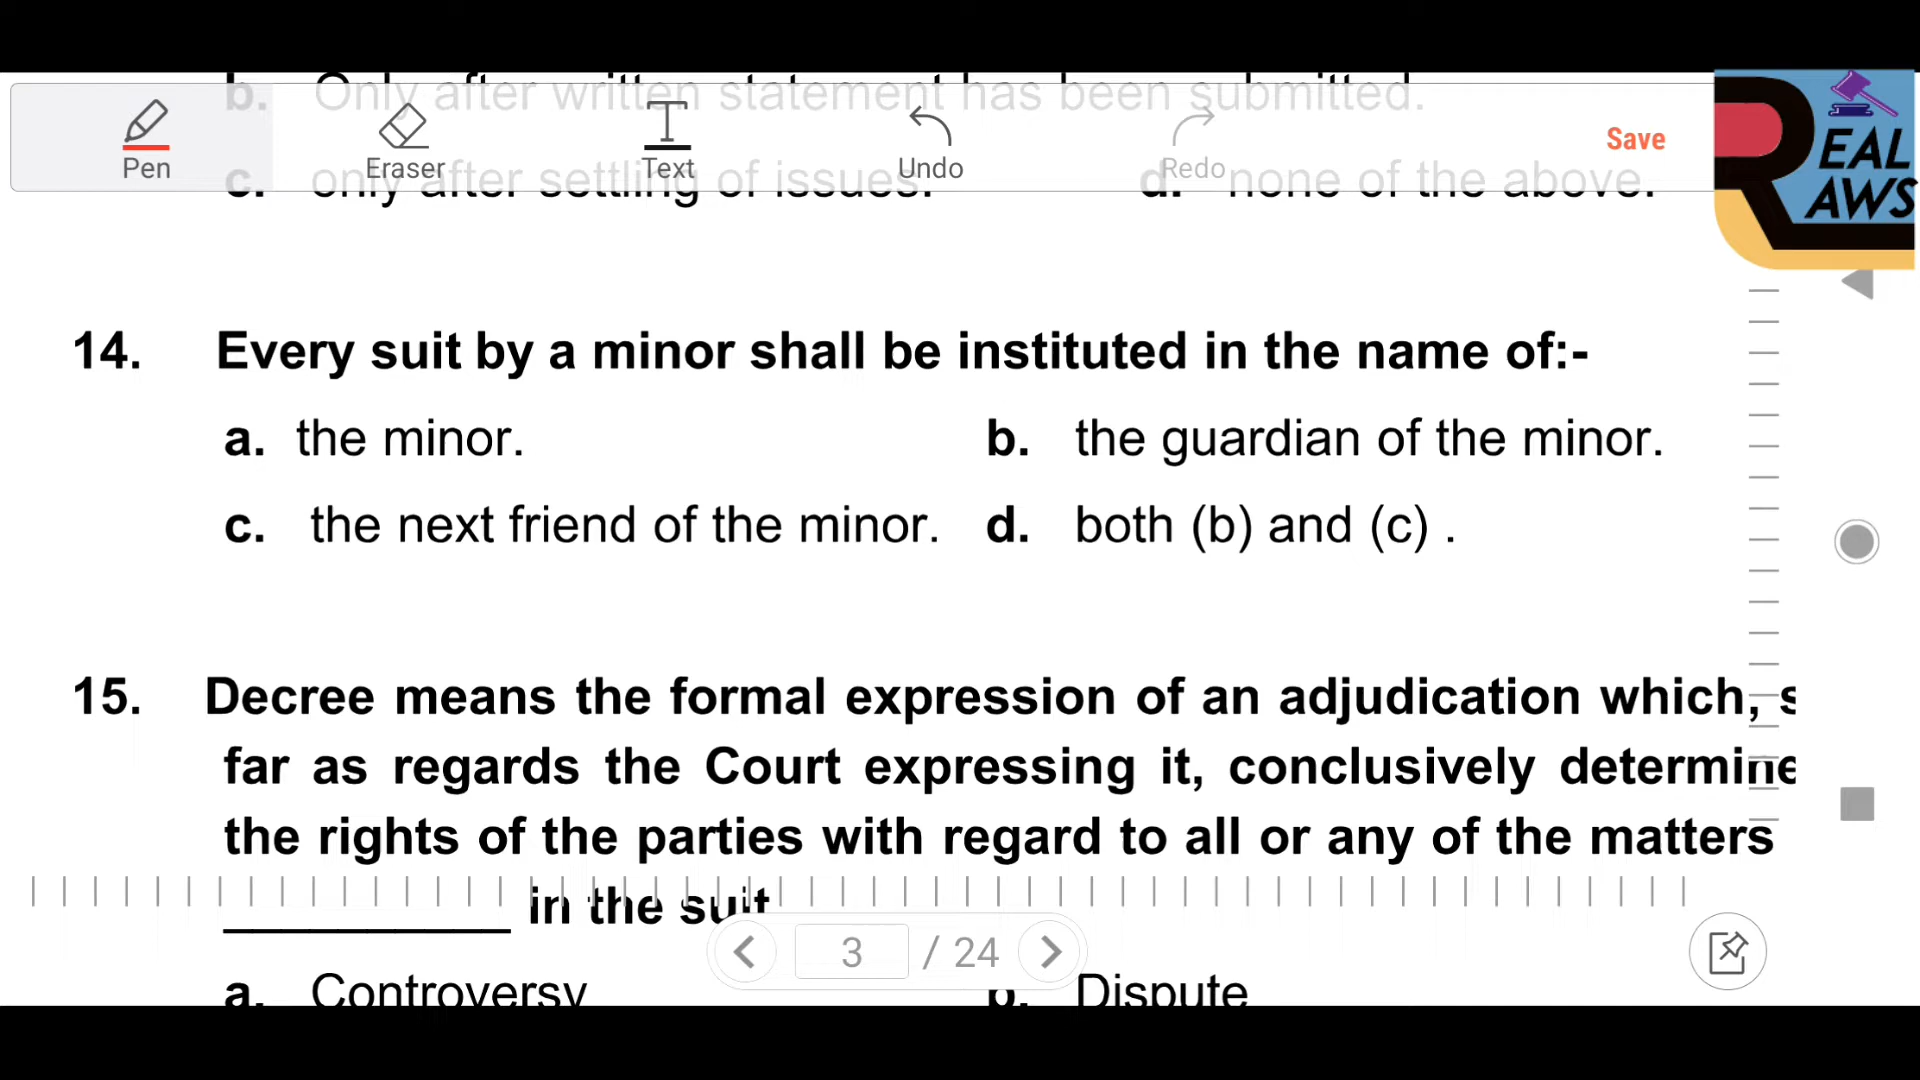 b. Only after written statement has been submitted.
Pen Eraser Text Undo Redo Save
c. only after settling of issues. d. none of the above.
REAL
LAWS
14. Every suit by a minor shall be instituted in the name of:-
a. the minor. b. the guardian of the minor.
c. the next friend of the minor. d. both (b) and (c) .
15. Decree means the formal expression of an adjudication which, s
far as regards the Court expressing it, conclusively determine
the rights of the parties with regard to all or any of the matters
__________ in the suit
3 / 24
a. Controversy b. Dispute